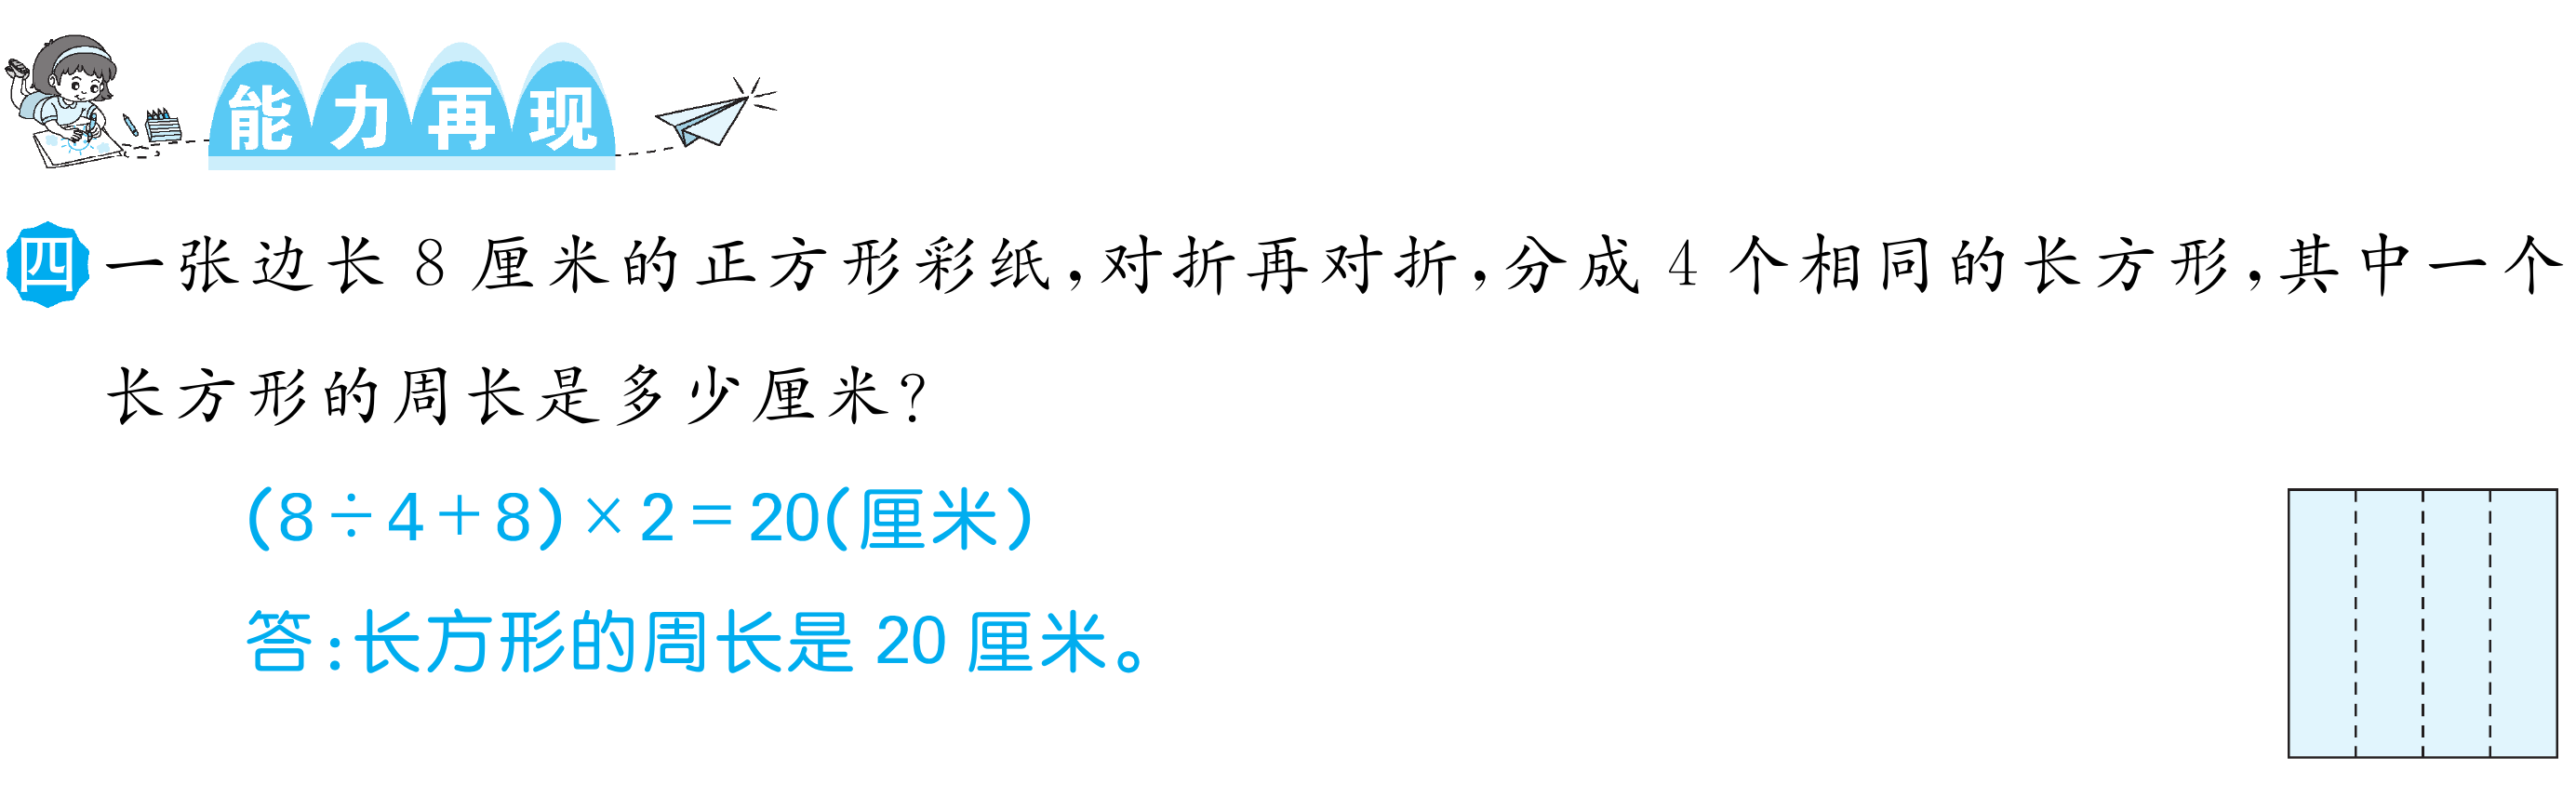 能力再现
四 一张边长 8 厘米的正方形彩纸,对折再对折,分成 4 个相同的长方形,其中一个
长方形的周长是多少厘米?
(8÷4+8)×2=20(厘米)
答:长方形的周长是 20 厘米。